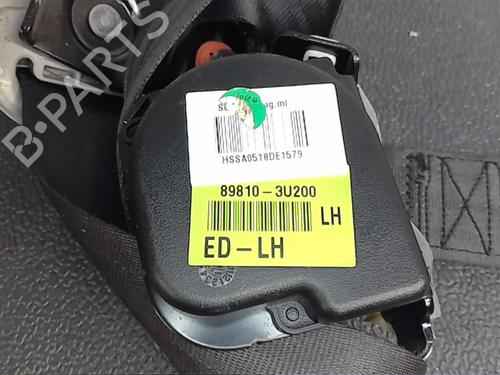 B-PARTS
HSSA0518DE1579
89810-3U200
LH
ED-LH